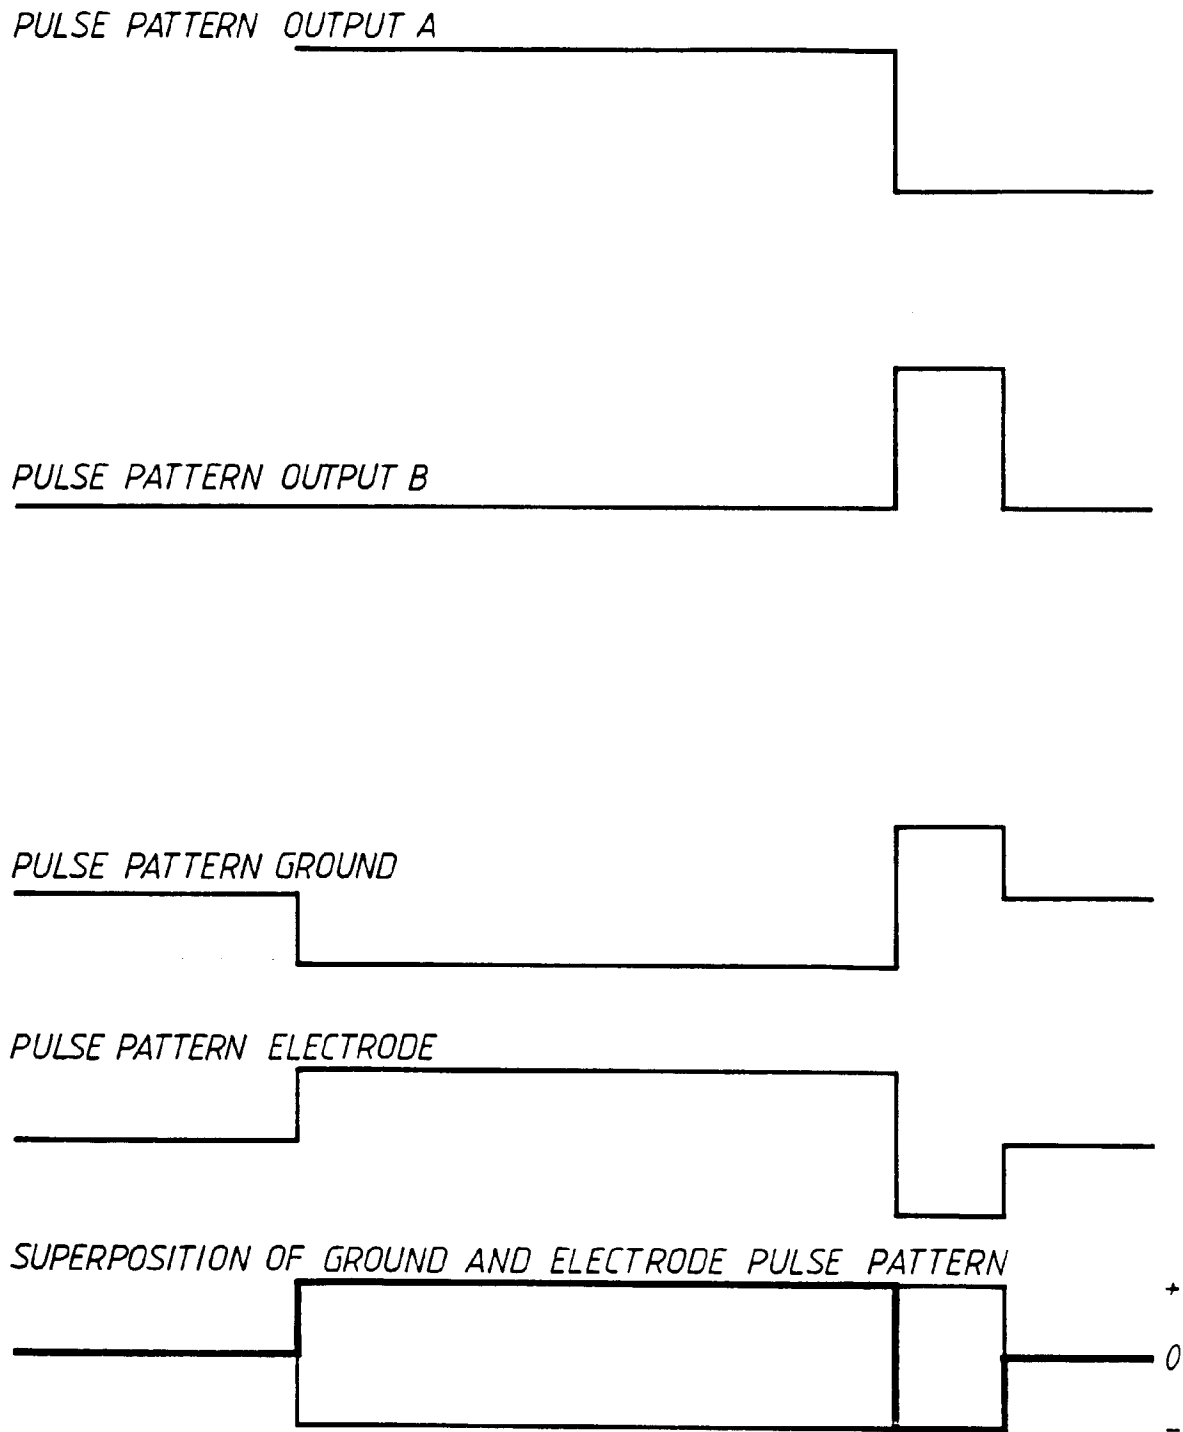 PULSE PATTERN OUTPUT A
PULSE PATTERN OUTPUT B
PULSE PATTERN GROUND
PULSE PATTERN ELECTRODE
SUPERPOSITION OF GROUND AND ELECTRODE PULSE PATTERN
+
0
-